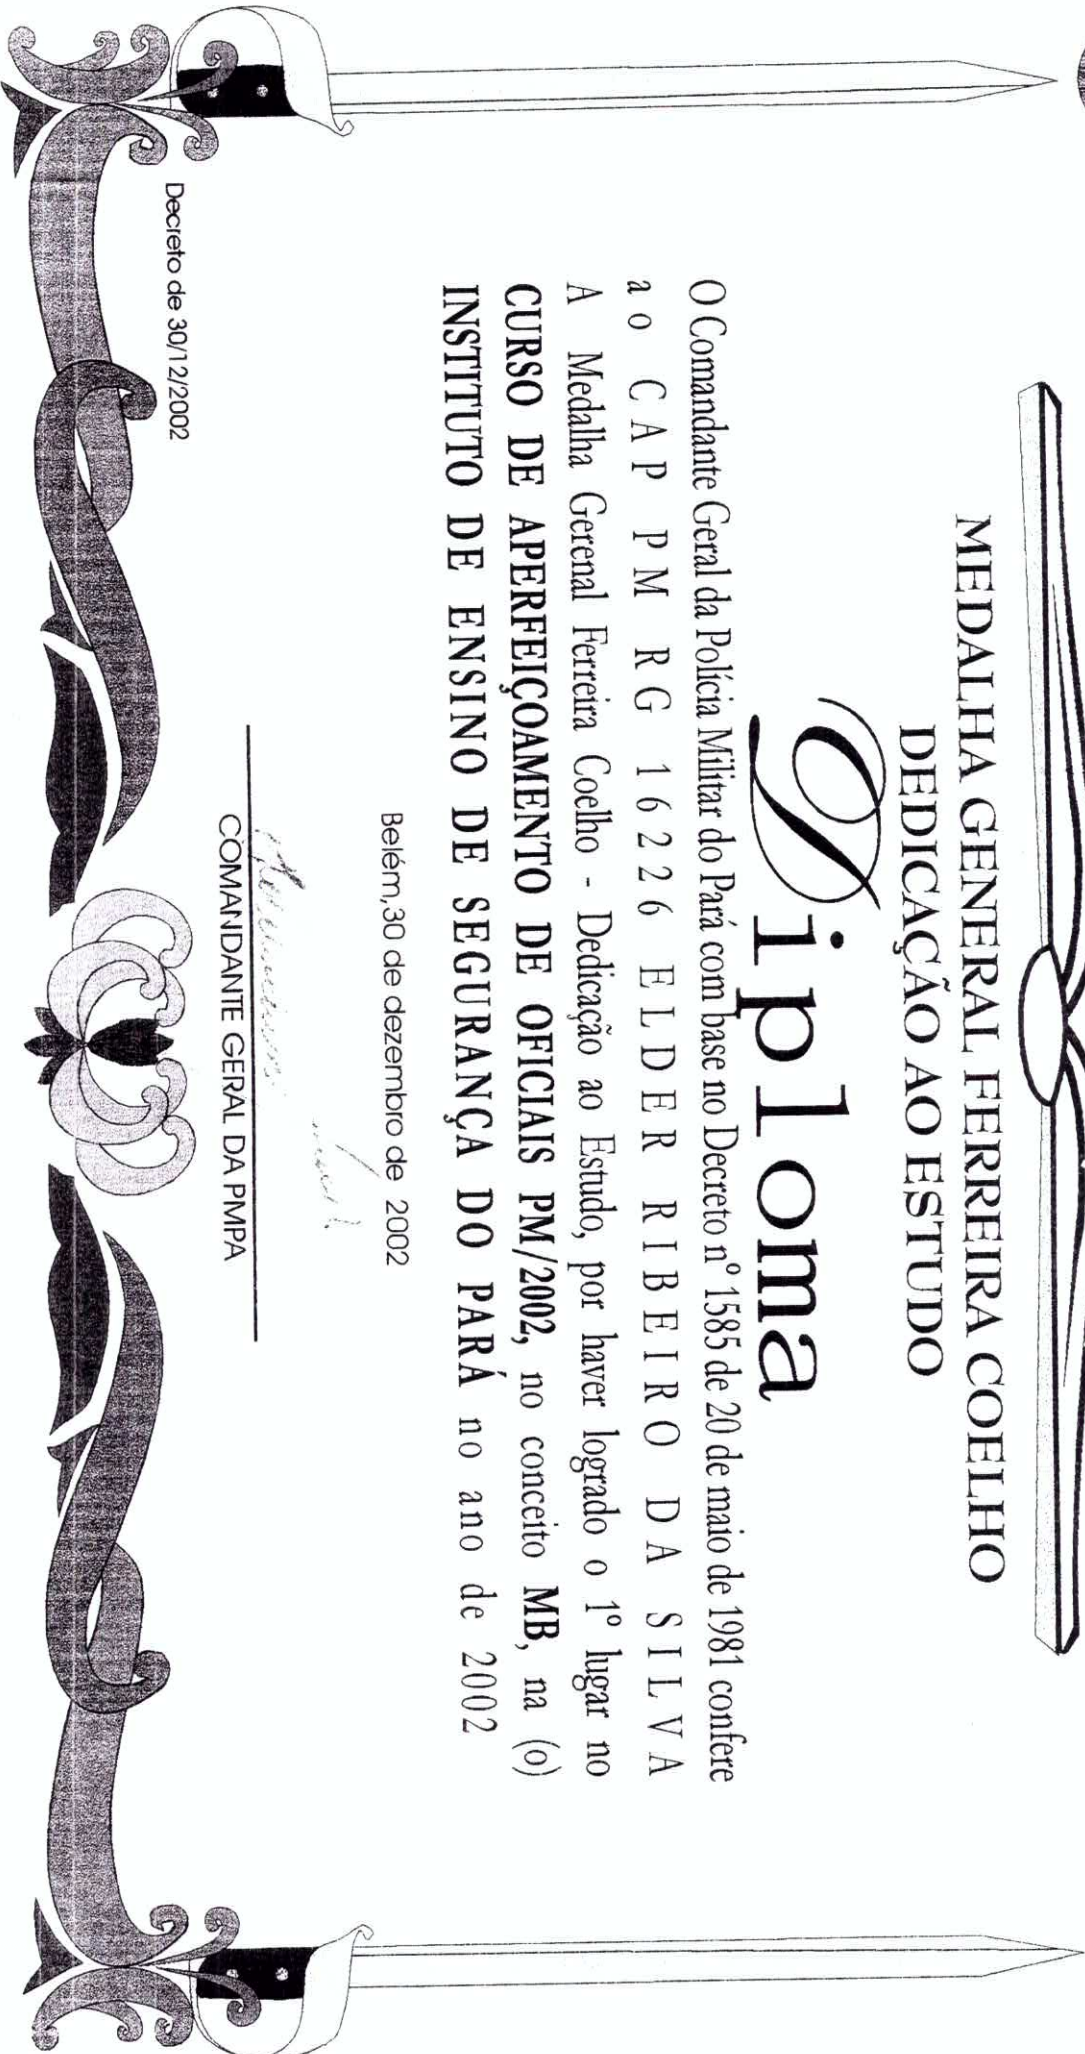 MEDALHA GENERAL FERREIRA COELHO
DEDICAÇÃO AO ESTUDO
Diploma
O Comandante Geral da Polícia Militar do Pará com base no Decreto nº 1585 de 20 de maio de 1981 confere
ao CAP PM RG 16226 ELDER RIBEIRO DA SILVA
A Medalha Gerenal Ferreira Coelho - Dedicação ao Estudo, por haver logrado o 1º lugar no
CURSO DE APERFEIÇOAMENTO DE OFICIAIS PM/2002, no conceito MB, na (o)
INSTITUTO DE ENSINO DE SEGURANÇA DO PARÁ no ano de 2002
Belém,30 de dezembro de 2002
COMANDANTE GERAL DA PMPA
Decreto de 30/12/2002